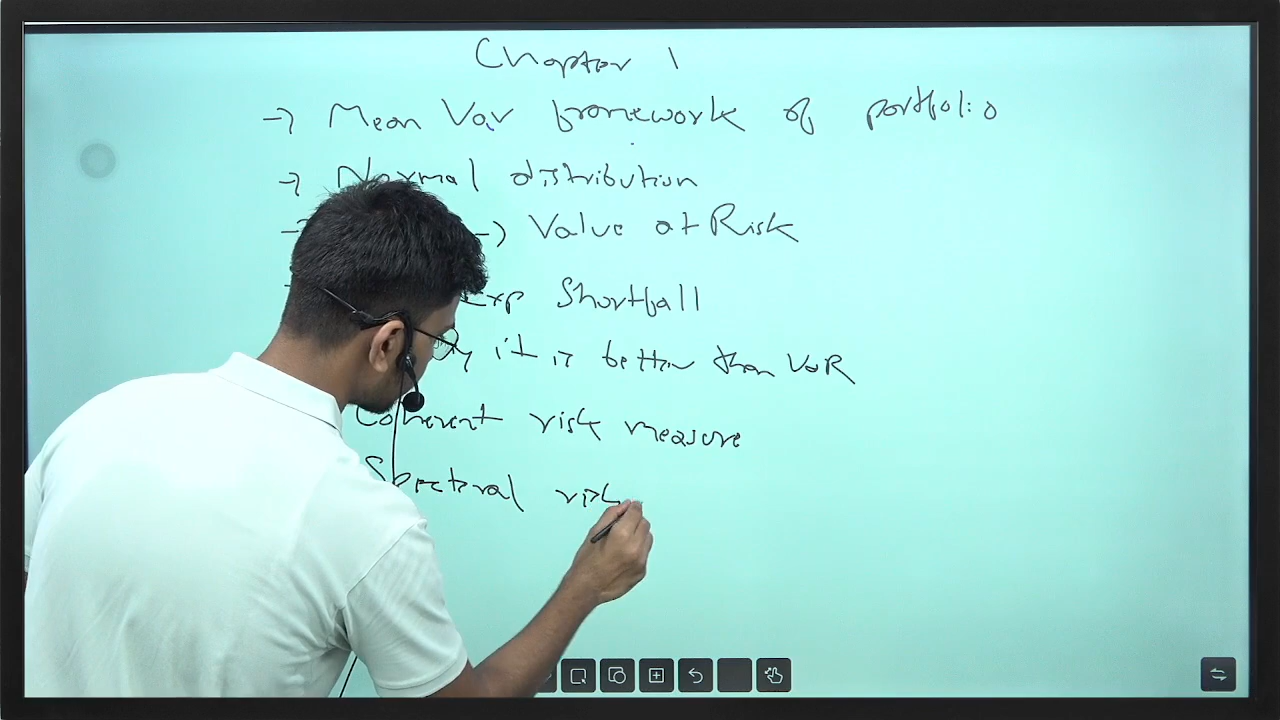 Chapter 1
→ Mean Var framework of portfolio
→ Normal distribution
→ Value at Risk
Exp Shortfall
it is better than VaR
Coherent risk measure
Spectral risk